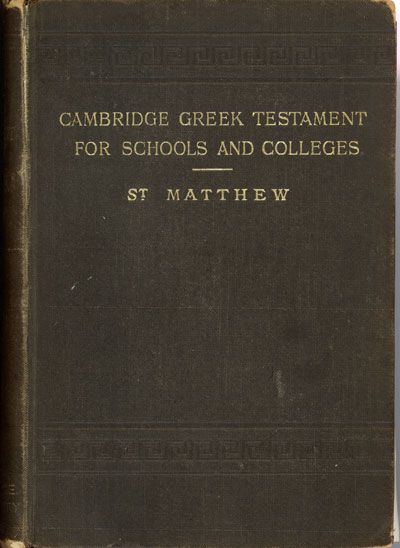 CAMBRIDGE GREEK TESTAMENT
FOR SCHOOLS AND COLLEGES
ST MATTHEW